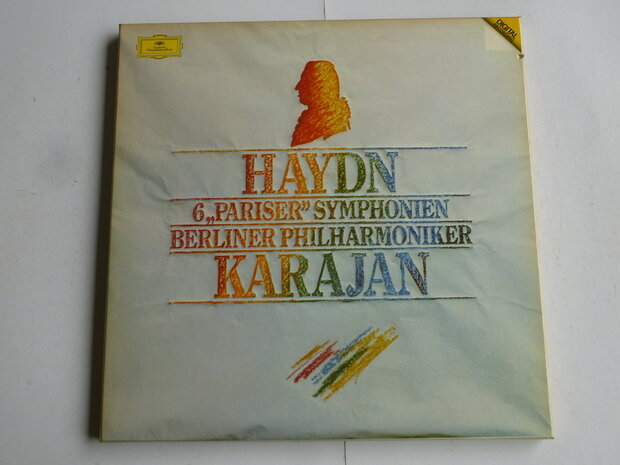 DIGITAL
HAYDN
6 „PARISER” SYMPHONIEN
BERLINER PHILHARMONIKER
KARAJAN